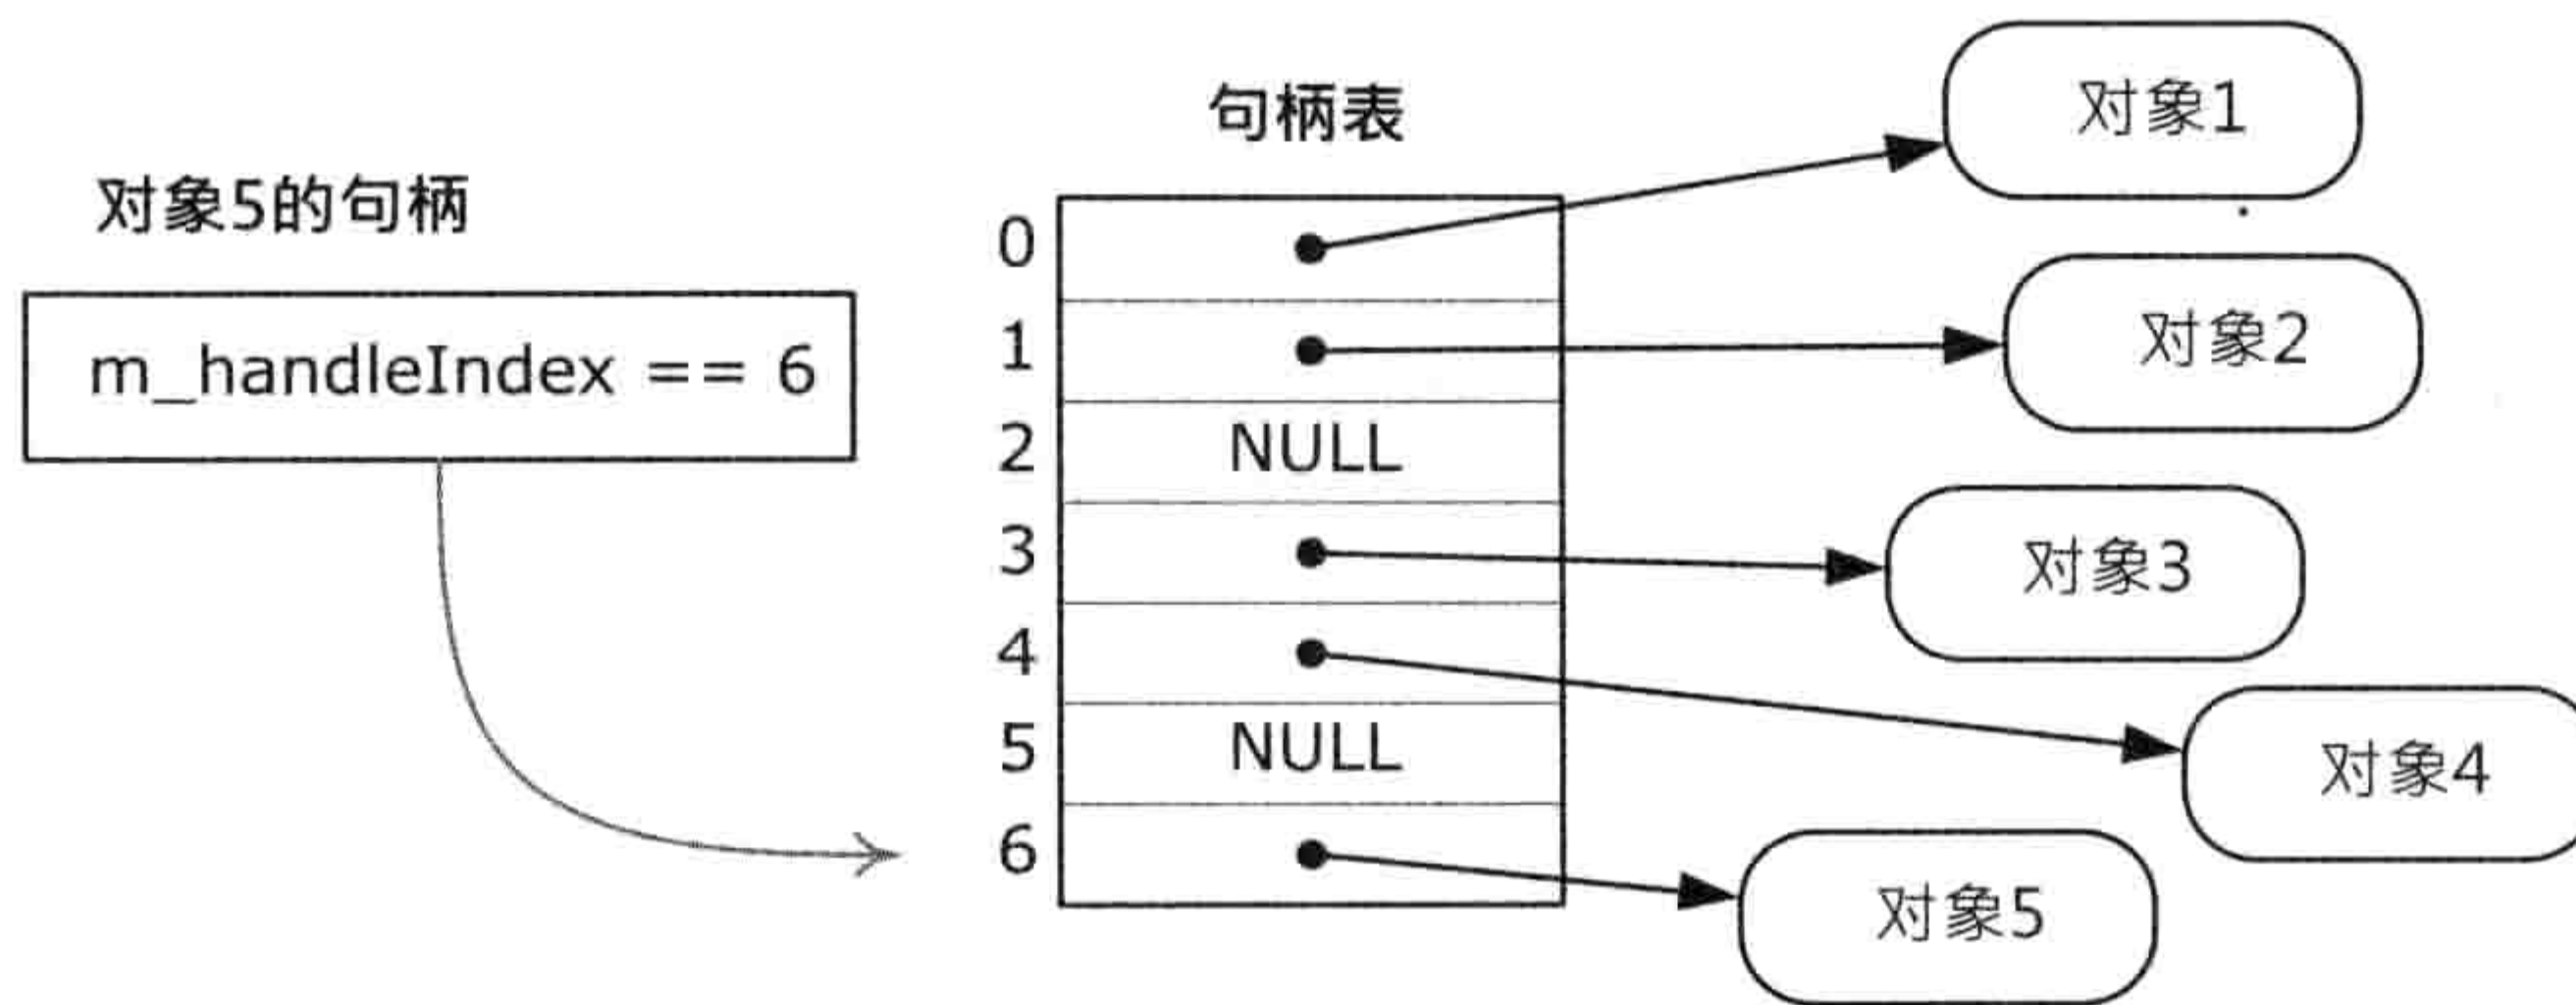 对象5的句柄
m_handleIndex == 6
句柄表
0
1
2 NULL
3
4
5 NULL
6
对象1
对象2
对象3
对象4
对象5